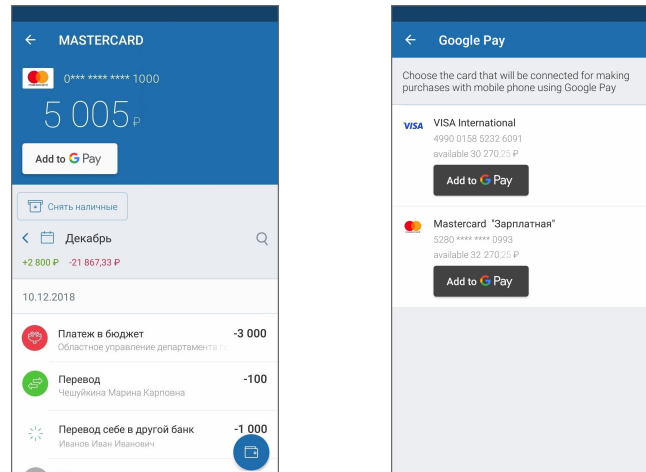 MASTERCARD
0*** **** **** 1000
5 005 ₽
Add to G Pay
Снять наличные
Декабрь
+2 800 ₽ -21 867,33 ₽
10.12.2018
Платеж в бюджет -3 000
Областное управление департамента
Перевод -100
Чешуйкина Марина Карповна
Перевод себе в другой банк -1 000
Иванов Иван Иванович
Google Pay
Choose the card that will be connected for making
purchases with mobile phone using Google Pay
VISA VISA International
4990 0158 5232 6091
available 30 270,25 ₽
Add to G Pay
Mastercard "Зарплатная"
5280 **** **** 0993
available 32 270,25 ₽
Add to G Pay